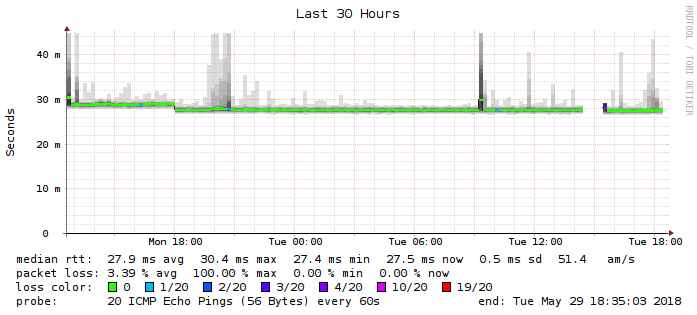 Last 30 Hours
RRDTOOL / TOBI OETIKER
Seconds
40 m
30 m
20 m
10 m
0
Mon 18:00 Tue 00:00 Tue 06:00 Tue 12:00 Tue 18:00
median rtt: 27.9 ms avg 30.4 ms max 27.4 ms min 27.5 ms now 0.5 ms sd 51.4 am/s
packet loss: 3.39 % avg 100.00 % max 0.00 % min 0.00 % now
loss color: 0 1/20 2/20 3/20 4/20 10/20 19/20
probe: 20 ICMP Echo Pings (56 Bytes) every 60s end: Tue May 29 18:35:03 2018